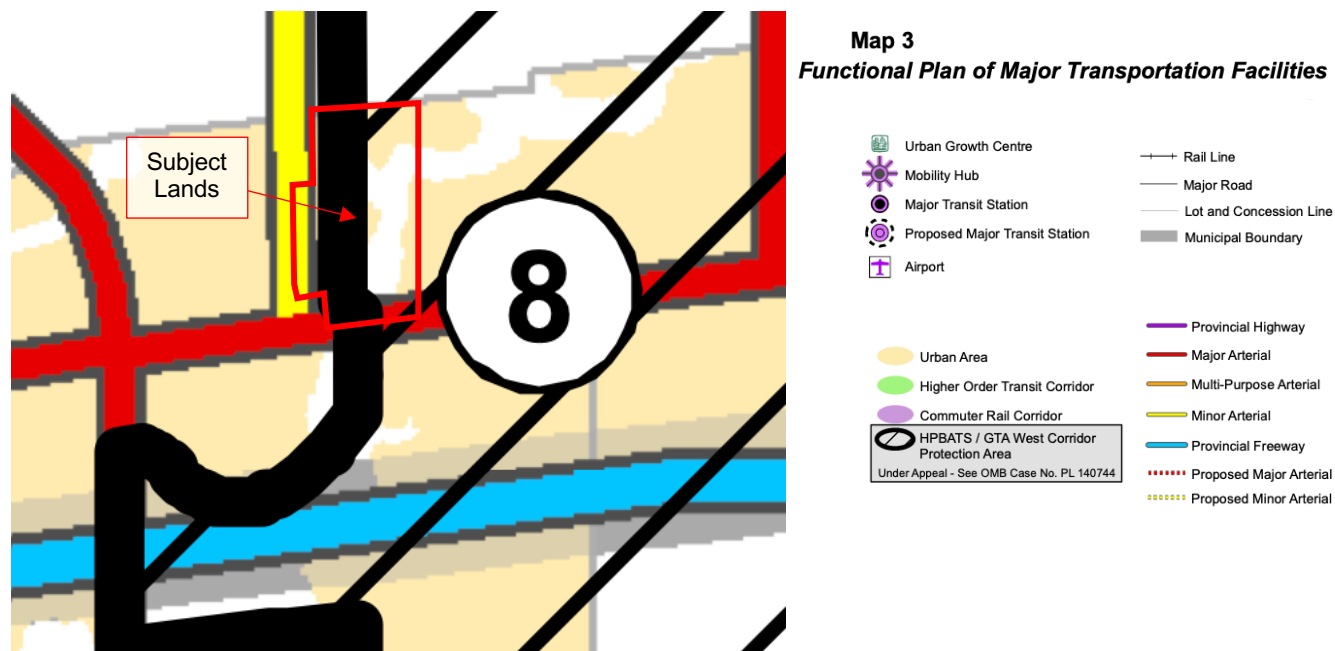 Subject
Lands
8
Map 3
Functional Plan of Major Transportation Facilities
Urban Growth Centre
Mobility Hub
Major Transit Station
Proposed Major Transit Station
Airport
Rail Line
Major Road
Lot and Concession Line
Municipal Boundary
Urban Area
Higher Order Transit Corridor
Commuter Rail Corridor
HPBATS / GTA West Corridor
Protection Area
Under Appeal - See OMB Case No. PL 140744
Provincial Highway
Major Arterial
Multi-Purpose Arterial
Minor Arterial
Provincial Freeway
Proposed Major Arterial
Proposed Minor Arterial